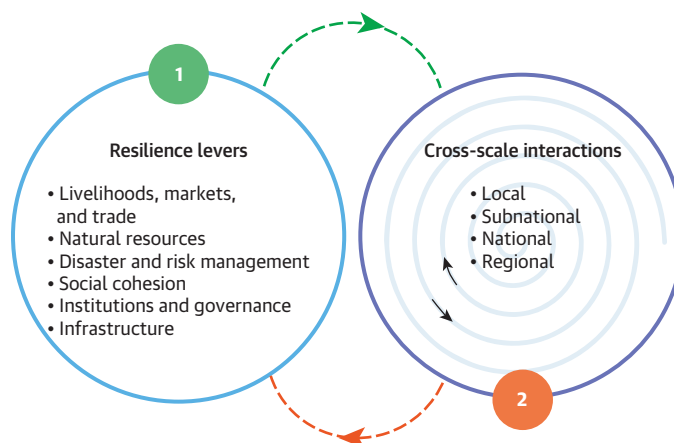 1
Resilience levers
• Livelihoods, markets,
and trade
• Natural resources
• Disaster and risk management
• Social cohesion
• Institutions and governance
• Infrastructure
Cross-scale interactions
• Local
• Subnational
• National
• Regional
2